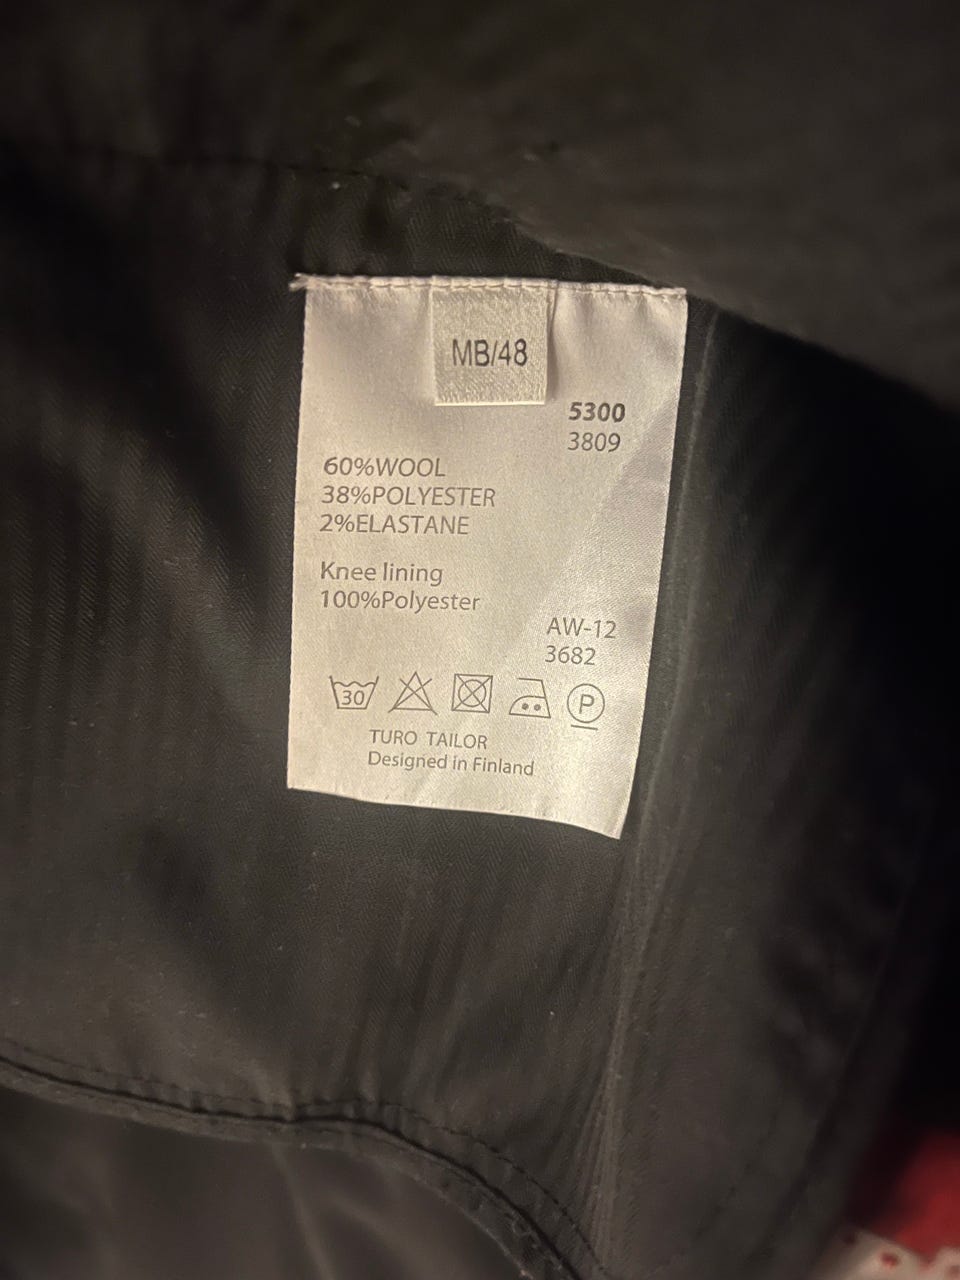 MB/48
5300
3809
60%WOOL
38%POLYESTER
2%ELASTANE
Knee lining
100%Polyester
AW-12
3682
30 P
TURO TAILOR
Designed in Finland